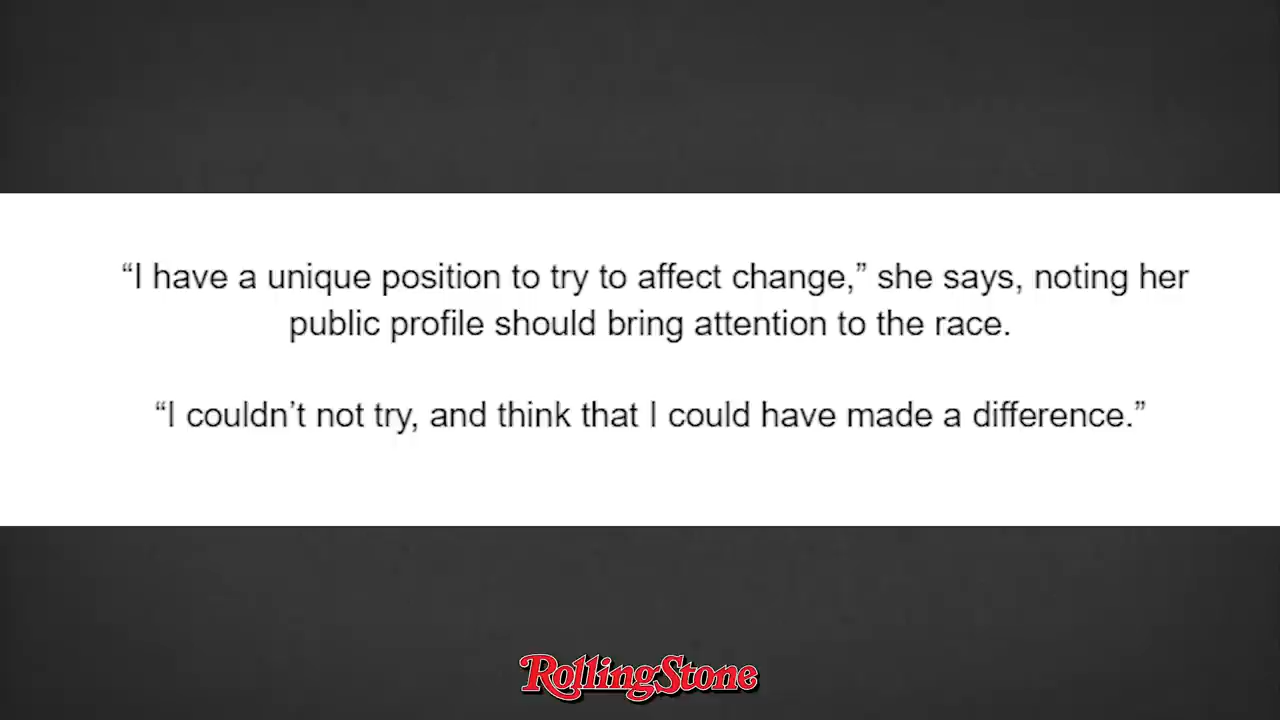 “I have a unique position to try to affect change,” she says, noting her
public profile should bring attention to the race.
“I couldn’t not try, and think that I could have made a difference.”
RollingStone